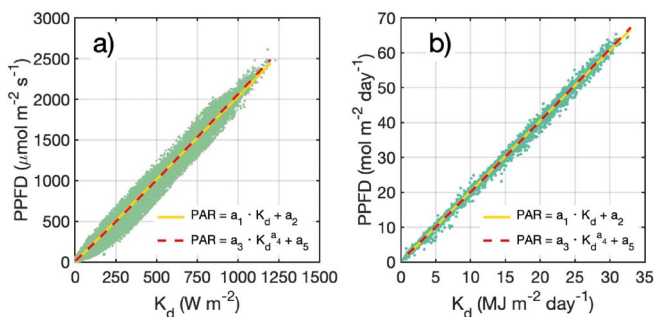 a)
3000
2500
2000
1500
1000
500
0
PPFD (μmol m⁻² s⁻¹)
PAR = a₁ · K_d + a₂
PAR = a₃ · K_d^a₄ + a₅
0 250 500 750 1000 1250 1500
K_d (W m⁻²)
b)
70
60
50
40
30
20
10
0
PPFD (mol m⁻² day⁻¹)
PAR = a₁ · K_d + a₂
PAR = a₃ · K_d^a₄ + a₅
0 5 10 15 20 25 30 35
K_d (MJ m⁻² day⁻¹)